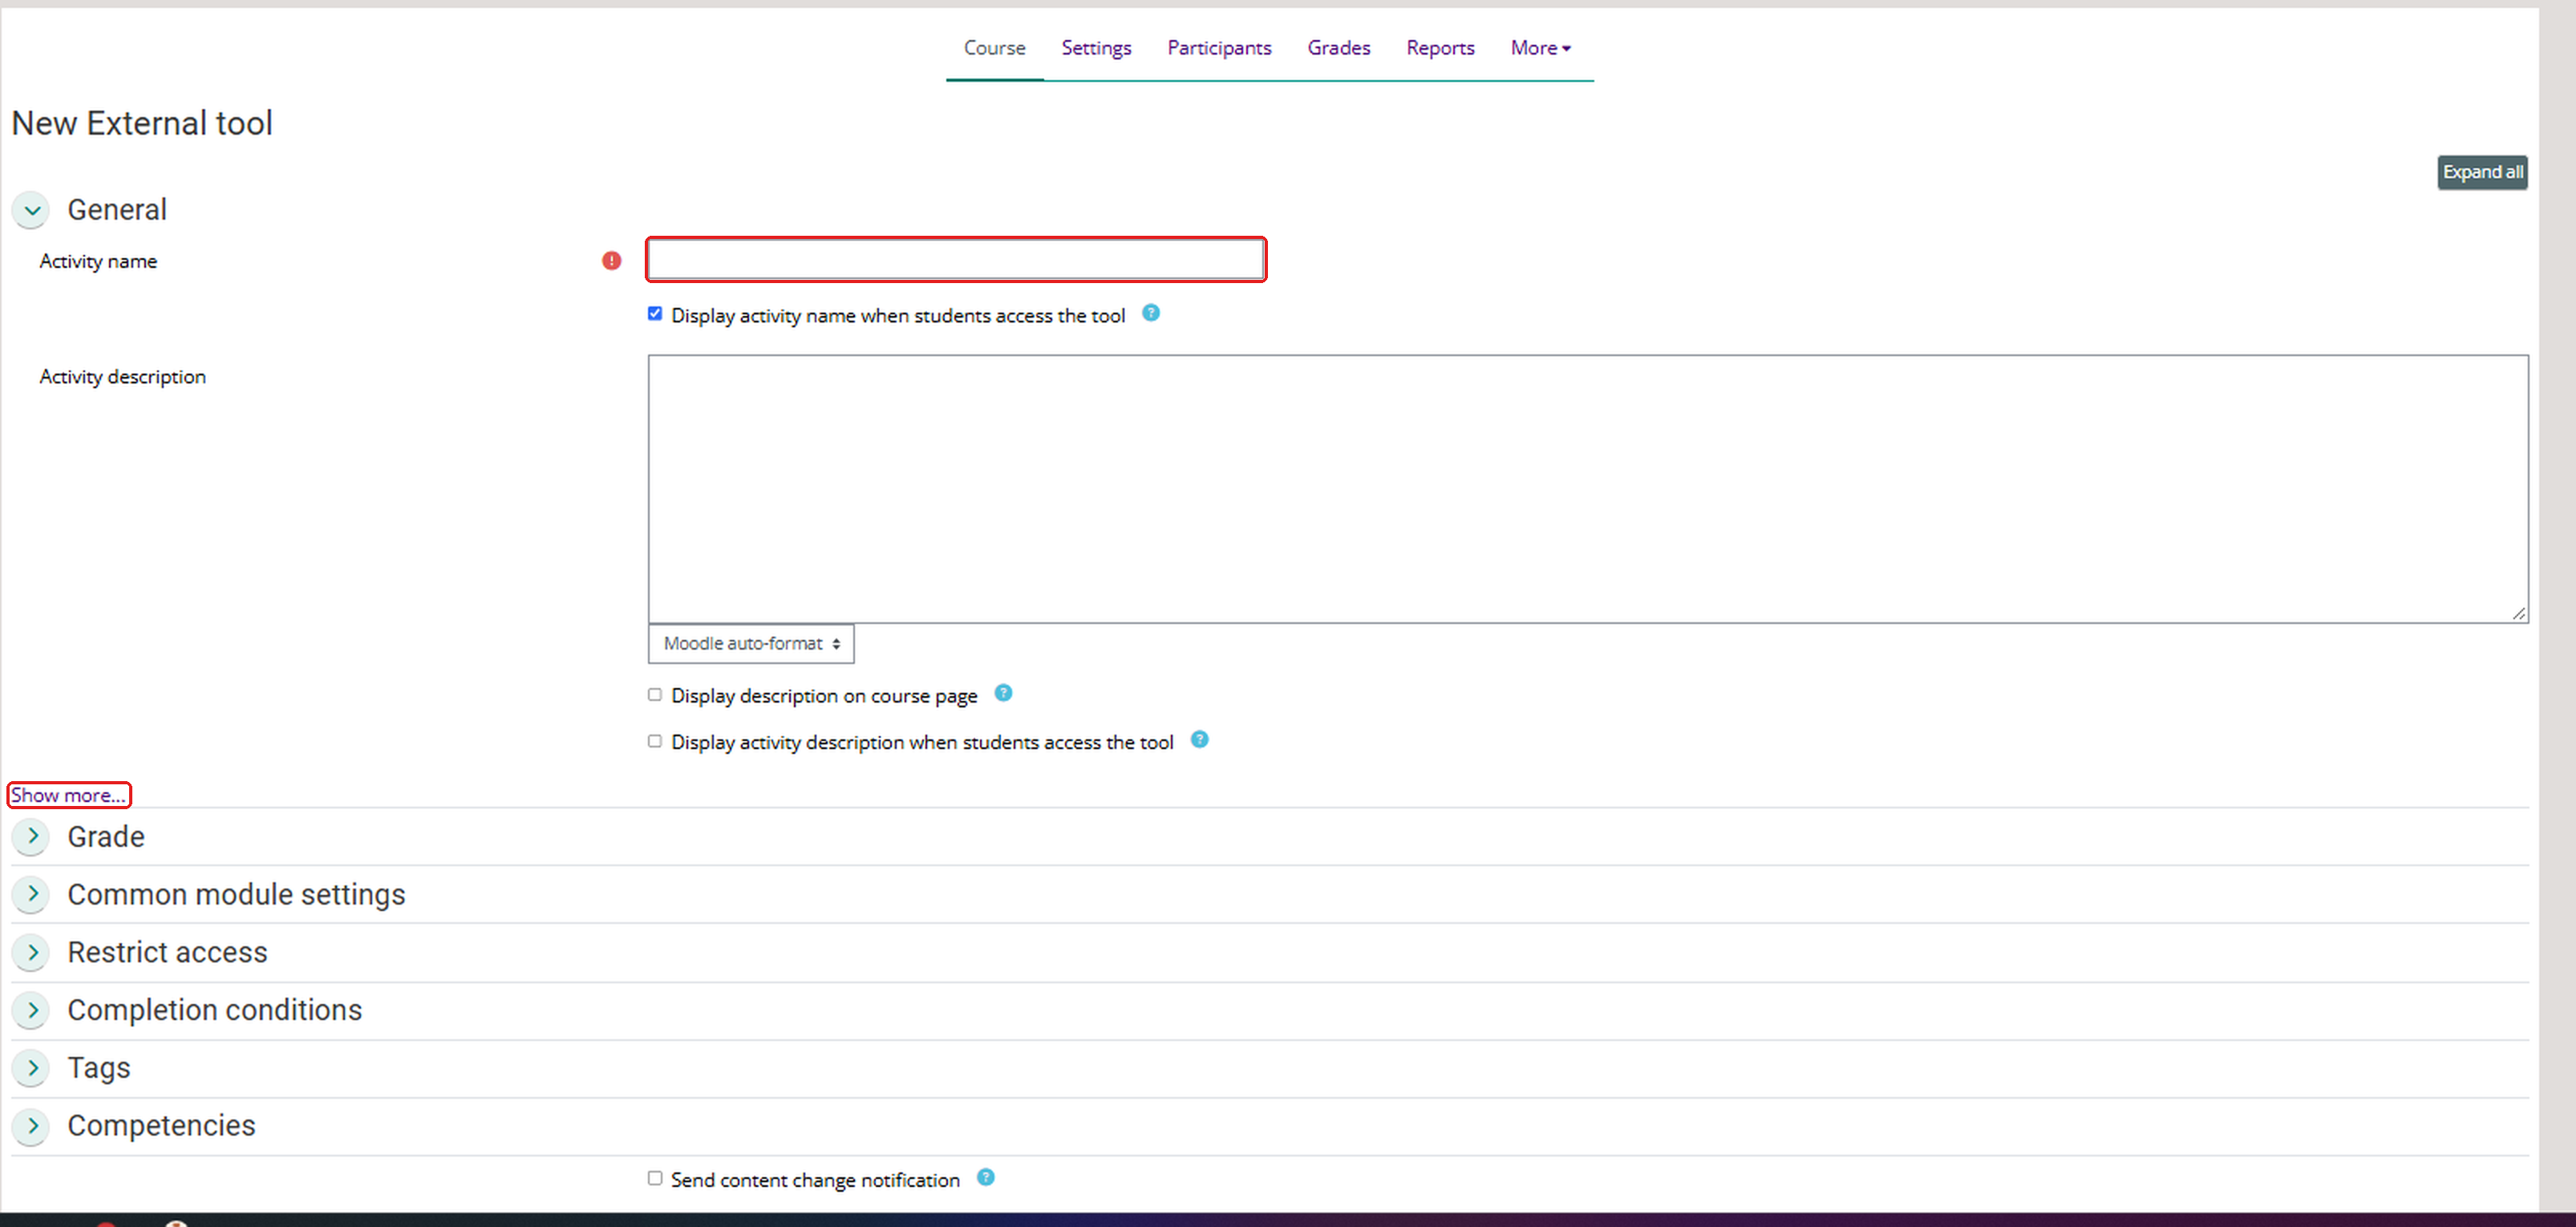 Course Settings Participants Grades Reports More
New External tool
Expand all
General
Activity name
Display activity name when students access the tool
Activity description
Moodle auto-format
Display description on course page
Display activity description when students access the tool
Show more...
Grade
Common module settings
Restrict access
Completion conditions
Tags
Competencies
Send content change notification